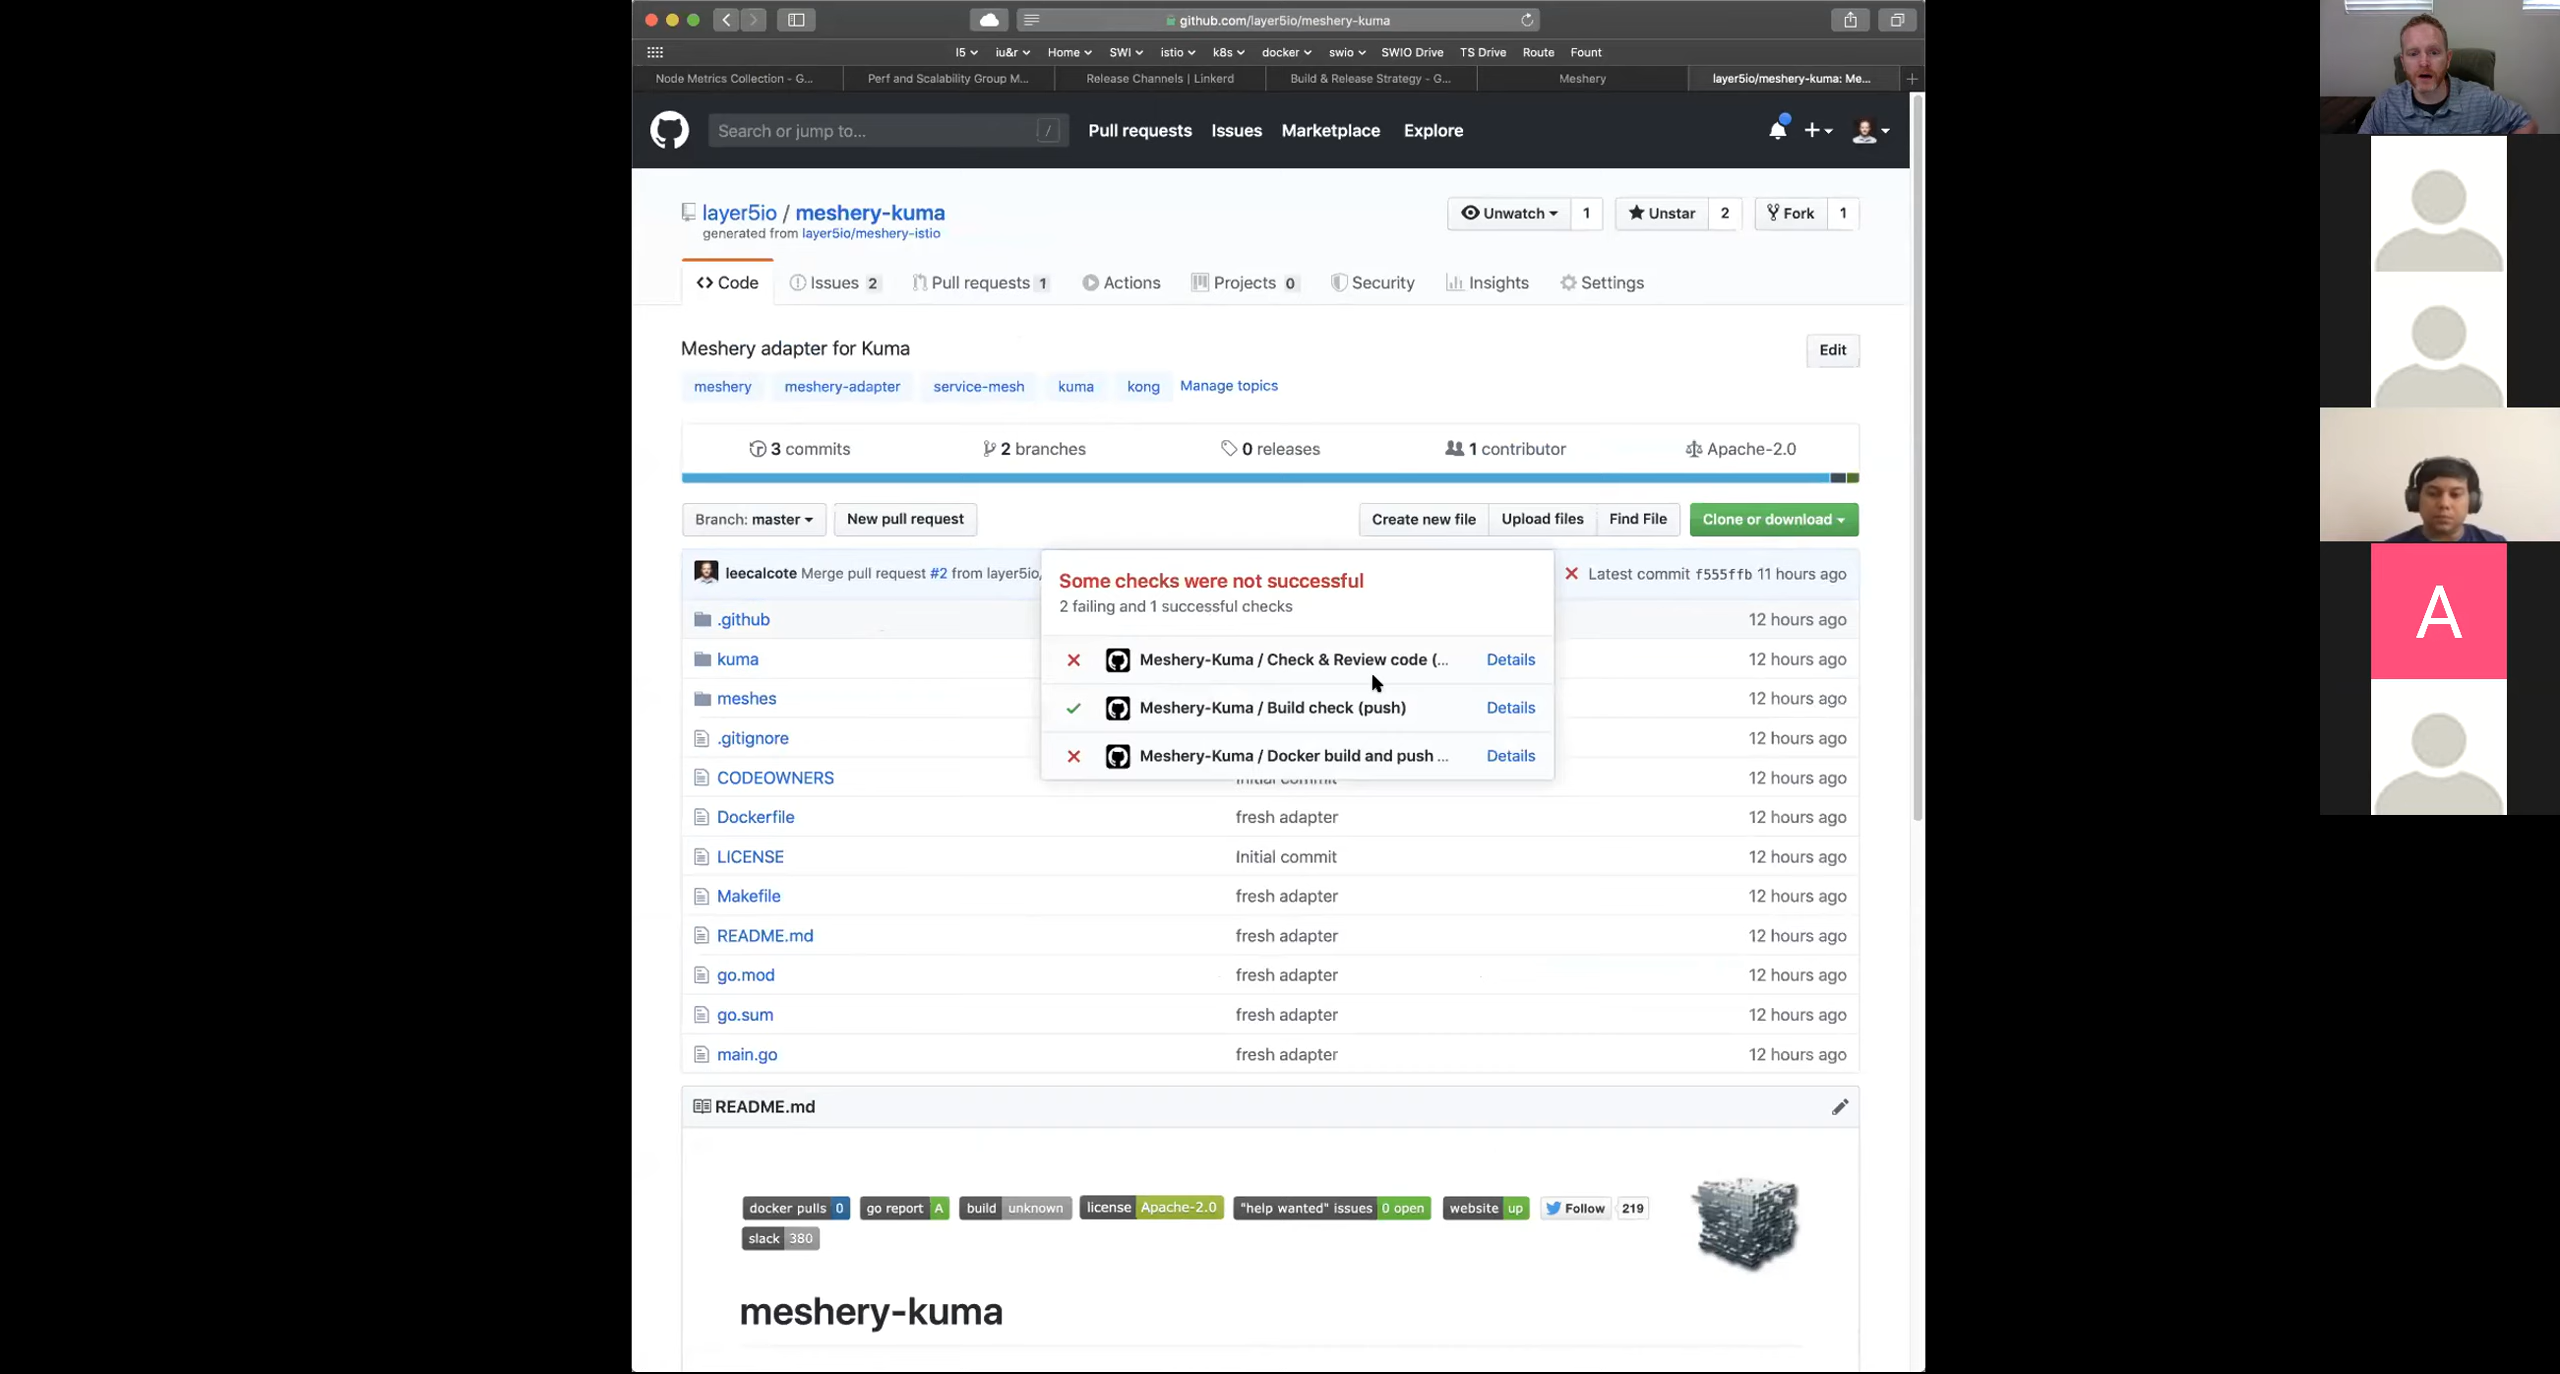 github.com/layer5io/meshery-kuma
l5 iu&r Home SWI istio k8s docker swio SWIO Drive TS Drive Route Fount
Node Metrics Collection - G... Perf and Scalability Group M... Release Channels | Linkerd Build & Release Strategy - G... Meshery layer5io/meshery-kuma: Me...
Search or jump to... / Pull requests Issues Marketplace Explore
layer5io / meshery-kuma Unwatch 1 Unstar 2 Fork 1
generated from layer5io/meshery-istio
Code Issues 2 Pull requests 1 Actions Projects 0 Security Insights Settings
Meshery adapter for Kuma Edit
meshery meshery-adapter service-mesh kuma kong Manage topics
3 commits 2 branches 0 releases 1 contributor Apache-2.0
Branch: master New pull request Create new file Upload files Find File Clone or download
leecalcote Merge pull request #2 from layer5io, Latest commit f555ffb 11 hours ago
Some checks were not successful
2 failing and 1 successful checks
Meshery-Kuma / Check & Review code (... Details
Meshery-Kuma / Build check (push) Details
Meshery-Kuma / Docker build and push ... Details
.github 12 hours ago
kuma 12 hours ago
meshes 12 hours ago
.gitignore 12 hours ago
CODEOWNERS Initial commit 12 hours ago
Dockerfile fresh adapter 12 hours ago
LICENSE Initial commit 12 hours ago
Makefile fresh adapter 12 hours ago
README.md fresh adapter 12 hours ago
go.mod fresh adapter 12 hours ago
go.sum fresh adapter 12 hours ago
main.go fresh adapter 12 hours ago
README.md
docker pulls 0 go report A build unknown license Apache-2.0 "help wanted" issues 0 open website up Follow 219
slack 380
meshery-kuma
A